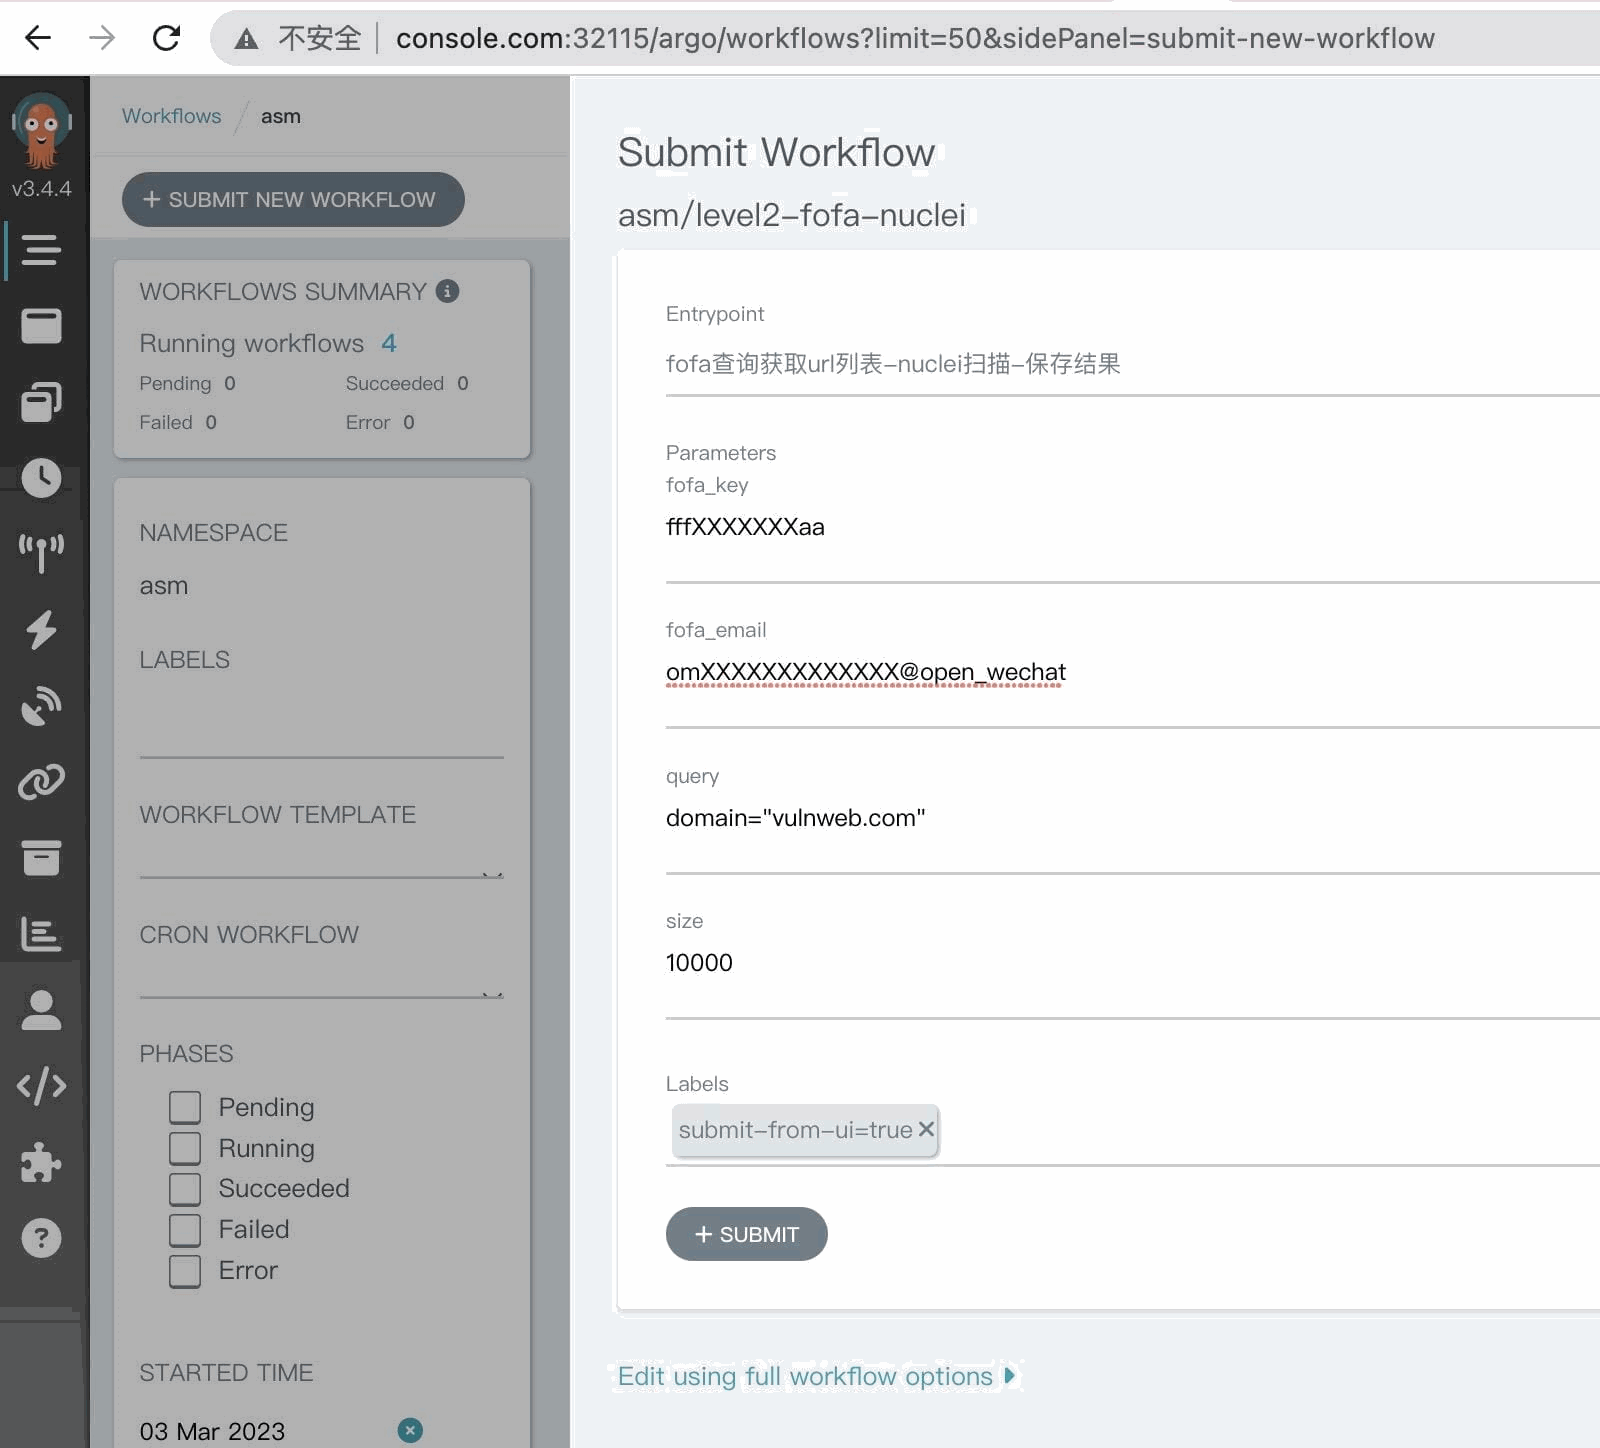 不安全 console.com:32115/argo/workflows?limit=50&sidePanel=submit-new-workflow
v3.4.4
Workflows / asm
+ SUBMIT NEW WORKFLOW
WORKFLOWS SUMMARY
Running workflows 4
Pending 0 Succeeded 0
Failed 0 Error 0
NAMESPACE
asm
LABELS
WORKFLOW TEMPLATE
CRON WORKFLOW
PHASES
Pending
Running
Succeeded
Failed
Error
STARTED TIME
03 Mar 2023
Submit Workflow
asm/level2-fofa-nuclei
Entrypoint
fofa查询获取url列表-nuclei扫描-保存结果
Parameters
fofa_key
fffXXXXXXXaa
fofa_email
omXXXXXXXXXXXXX@open_wechat
query
domain="vulnweb.com"
size
10000
Labels
submit-from-ui=true
+ SUBMIT
Edit using full workflow options